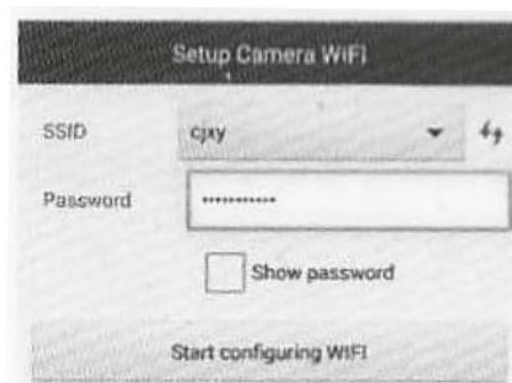 Setup Camera WiFi
SSID cjxy
Password ...........
Show password
Start configuring WIFI